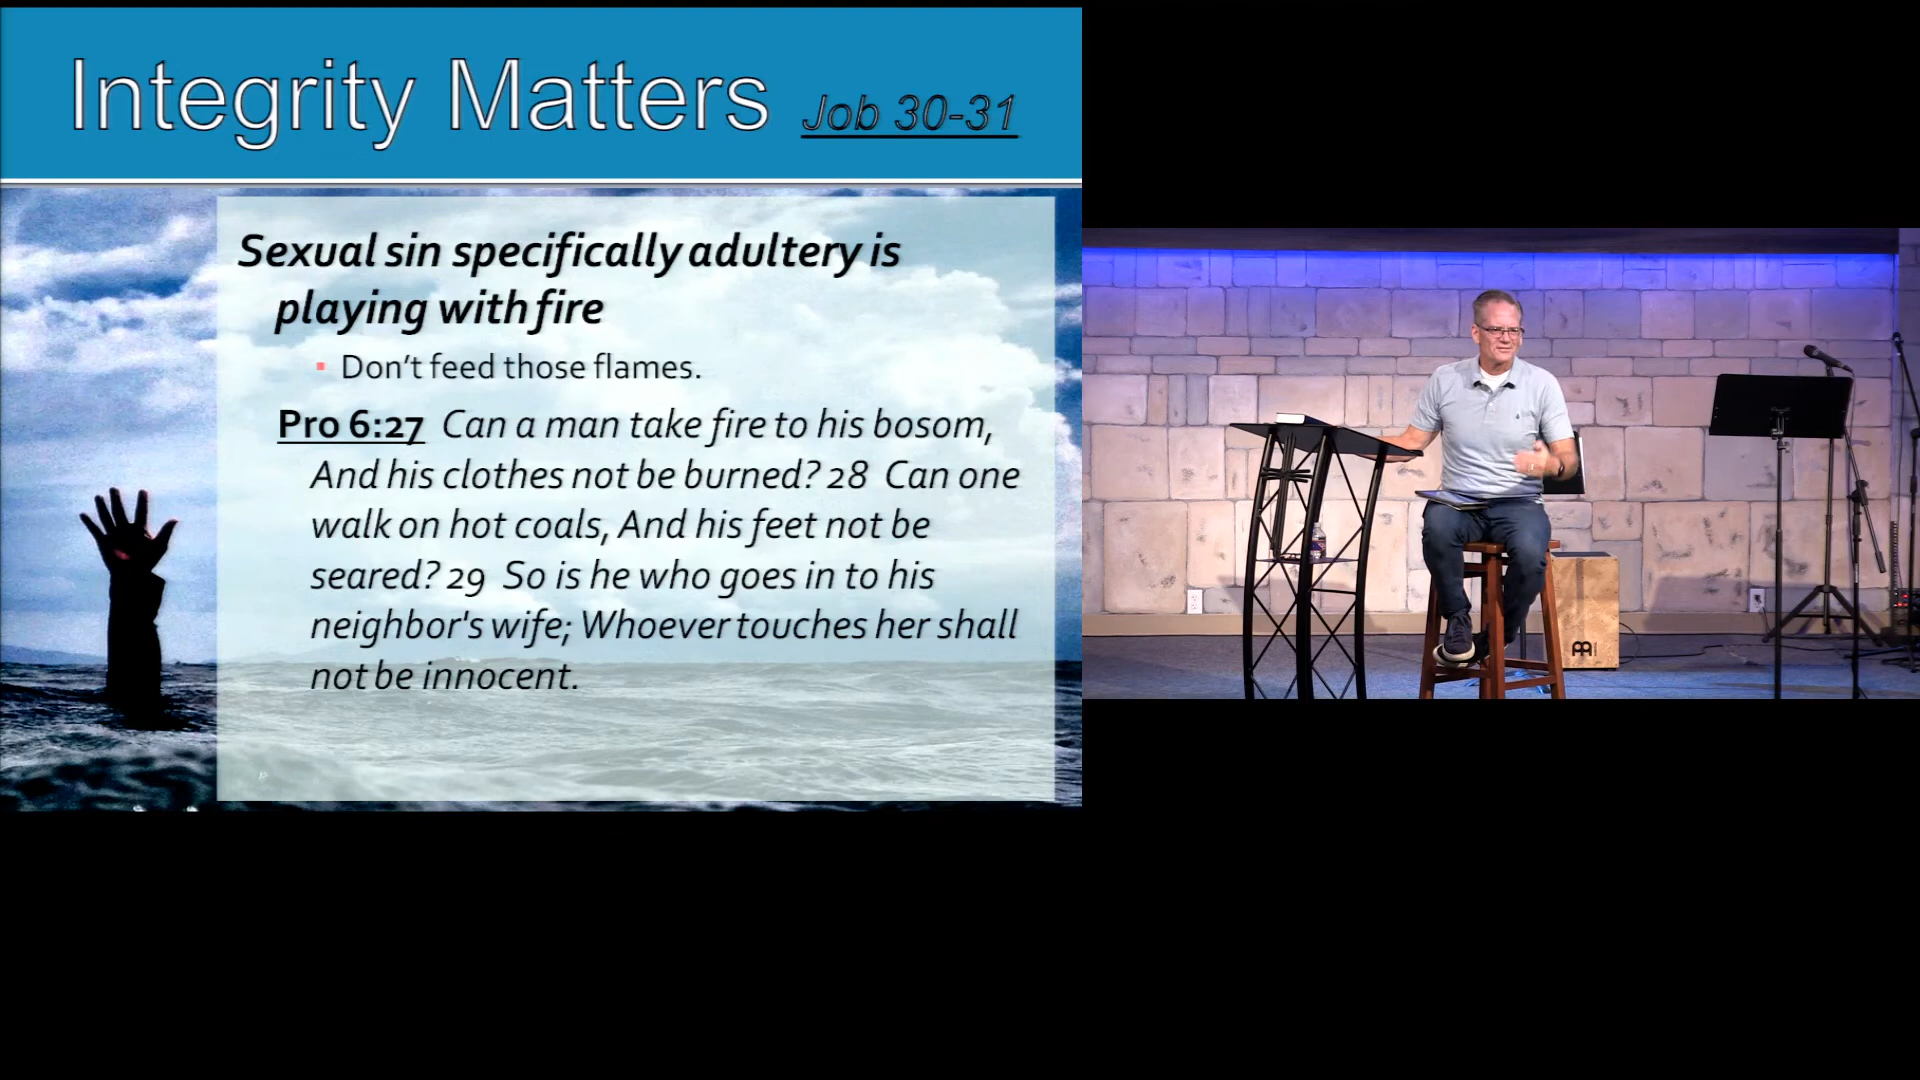 Integrity Matters Job 30-31
Sexual sin specifically adultery is
playing with fire
▪ Don't feed those flames.
Pro 6:27 Can a man take fire to his bosom,
And his clothes not be burned? 28 Can one
walk on hot coals, And his feet not be
seared? 29 So is he who goes in to his
neighbor's wife; Whoever touches her shall
not be innocent.